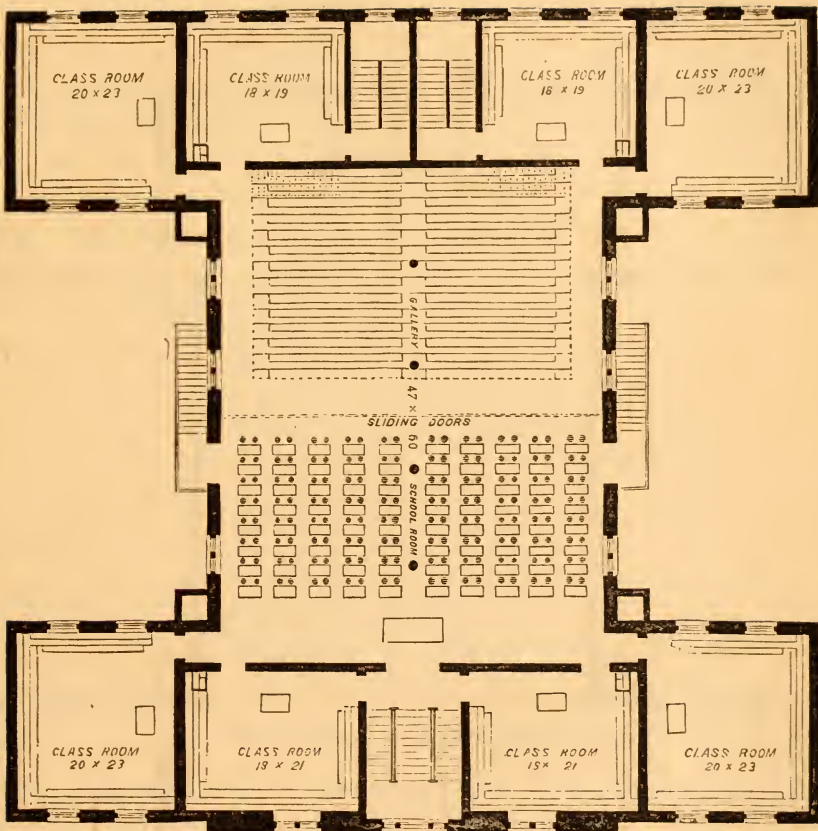 CLASS ROOM
20 × 23
CLASS ROOM
18 × 19
CLASS ROOM
18 × 19
CLASS ROOM
20 × 23
GALLERY
47 ×
SLIDING DOORS
60
SCHOOL ROOM
CLASS ROOM
20 × 23
CLASS ROOM
19 × 21
CLASS ROOM
19 × 21
CLASS ROOM
20 × 23